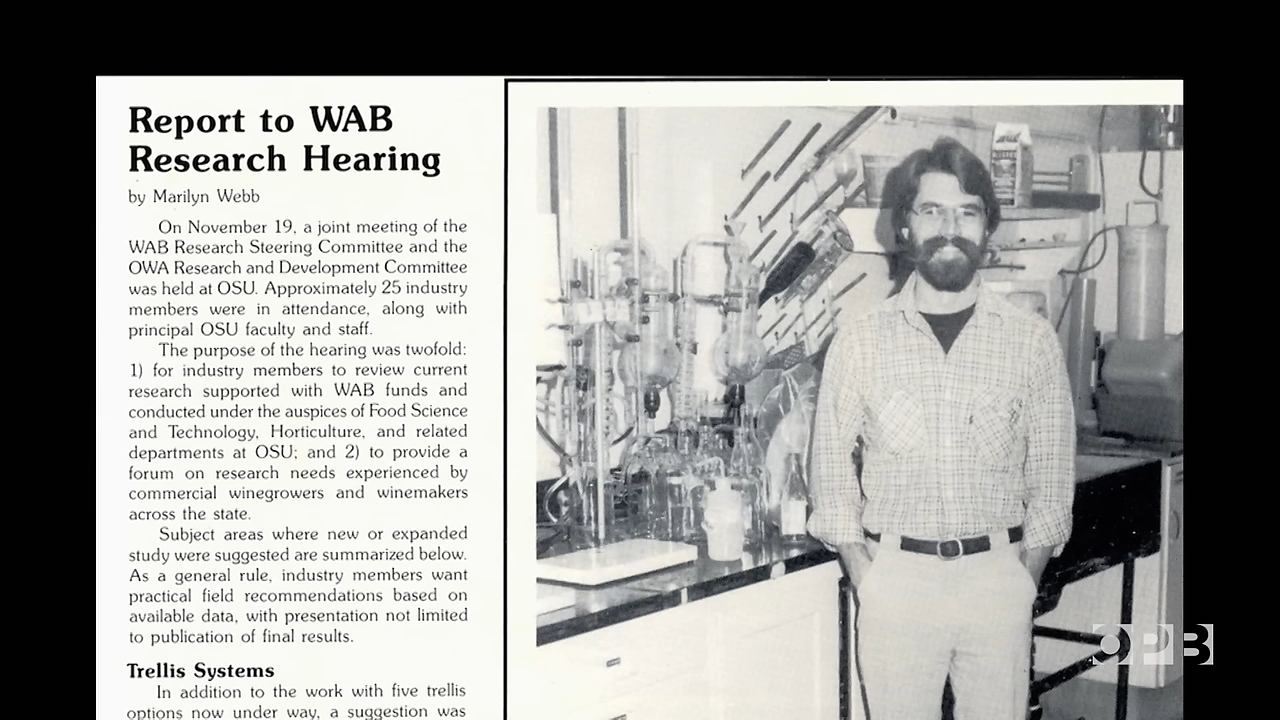 Report to WAB
Research Hearing
by Marilyn Webb
On November 19, a joint meeting of the
WAB Research Steering Committee and the
OWA Research and Development Committee
was held at OSU. Approximately 25 industry
members were in attendance, along with
principal OSU faculty and staff.
The purpose of the hearing was twofold:
1) for industry members to review current
research supported with WAB funds and
conducted under the auspices of Food Science
and Technology, Horticulture, and related
departments at OSU; and 2) to provide a
forum on research needs experienced by
commercial winegrowers and winemakers
across the state.
Subject areas where new or expanded
study were suggested are summarized below.
As a general rule, industry members want
practical field recommendations based on
available data, with presentation not limited
to publication of final results.
Trellis Systems
In addition to the work with five trellis
options now under way, a suggestion was
OPB